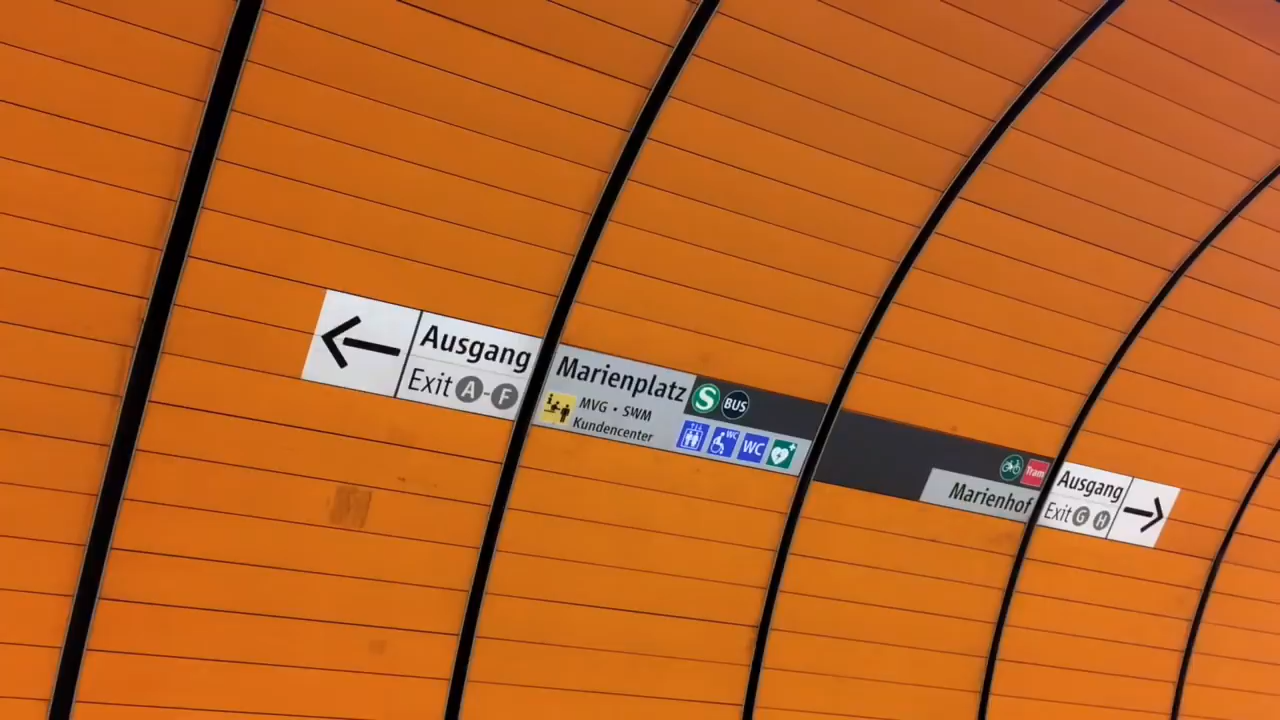 Ausgang
Exit A-F
Marienplatz S BUS
MVG • SWM
Kundencenter
WC
WC
Tram
Marienhof
Ausgang
Exit G H